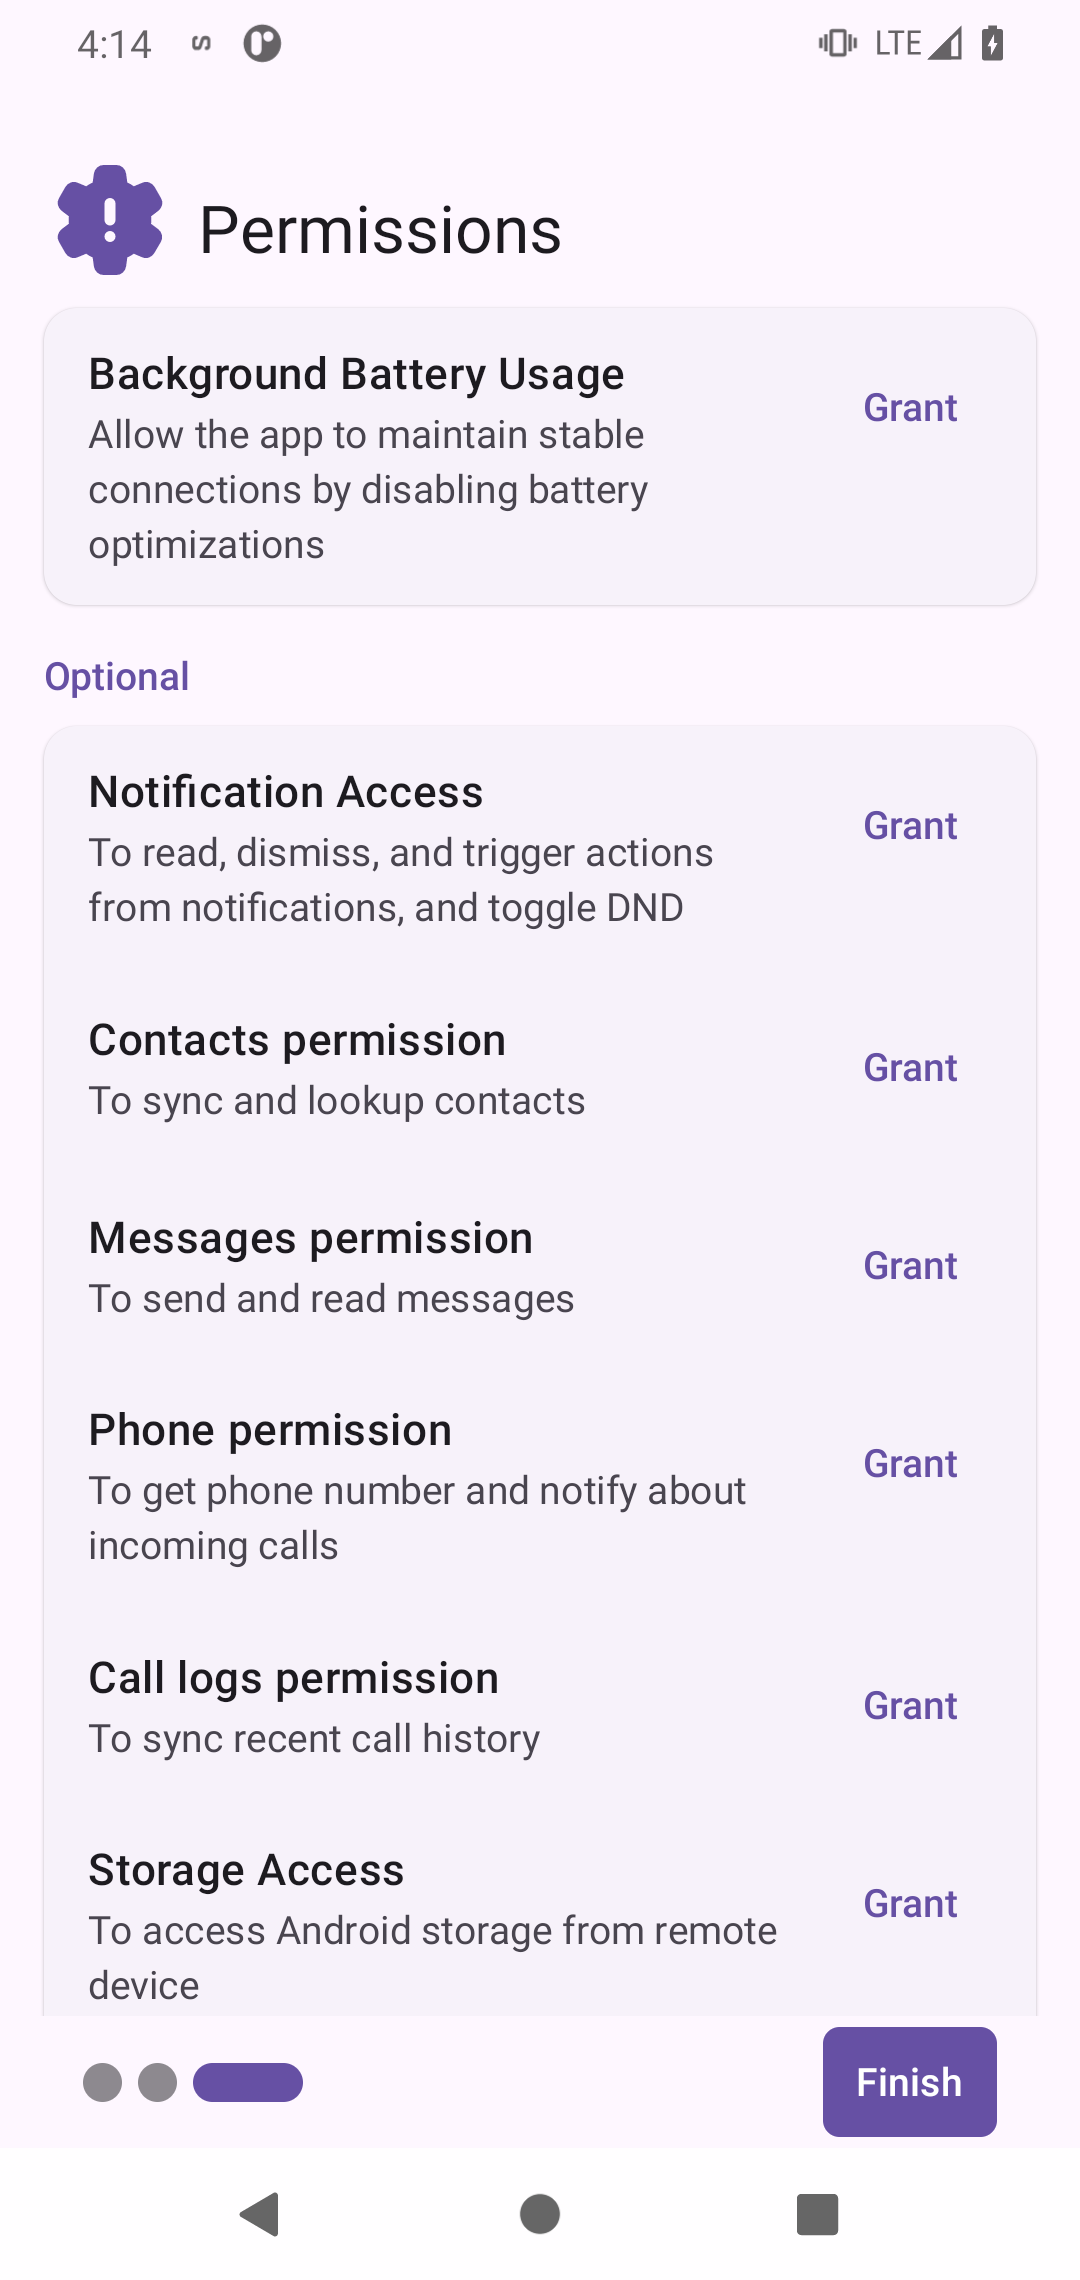 4:14
LTE
Permissions
Background Battery Usage
Grant
Allow the app to maintain stable
connections by disabling battery
optimizations
Optional
Notification Access
Grant
To read, dismiss, and trigger actions
from notifications, and toggle DND
Contacts permission
Grant
To sync and lookup contacts
Messages permission
Grant
To send and read messages
Phone permission
Grant
To get phone number and notify about
incoming calls
Call logs permission
Grant
To sync recent call history
Storage Access
Grant
To access Android storage from remote
device
Finish